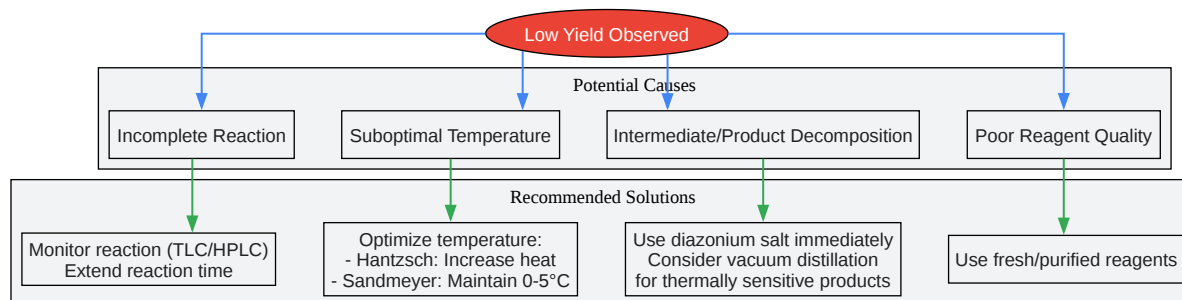 Low Yield Observed
Potential Causes
Incomplete Reaction
Suboptimal Temperature
Intermediate/Product Decomposition
Poor Reagent Quality
Recommended Solutions
Monitor reaction (TLC/HPLC)
Extend reaction time
Optimize temperature:
- Hantzsch: Increase heat
- Sandmeyer: Maintain 0-5°C
Use diazonium salt immediately
Consider vacuum distillation
for thermally sensitive products
Use fresh/purified reagents